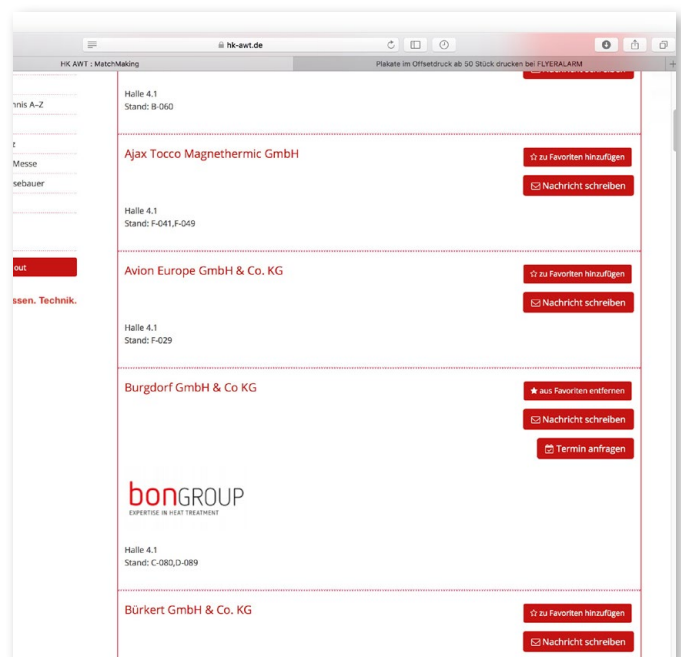 hk-awt.de
HK AWT : MatchMaking
Plakate im Offsetdruck ab 50 Stück drucken bei FLYERALARM
Nachricht schreiben
Halle 4.1
Stand: B-060
nnis A–Z
Messe
sebauer
out
ssen. Technik.
Ajax Tocco Magnethermic GmbH
zu Favoriten hinzufügen
Nachricht schreiben
Halle 4.1
Stand: F-041,F-049
Avion Europe GmbH & Co. KG
zu Favoriten hinzufügen
Nachricht schreiben
Halle 4.1
Stand: F-029
Burgdorf GmbH & Co KG
aus Favoriten entfernen
Nachricht schreiben
Termin anfragen
bonGROUP
EXPERTISE IN HEAT TREATMENT
Halle 4.1
Stand: C-080,D-089
Bürkert GmbH & Co. KG
zu Favoriten hinzufügen
Nachricht schreiben